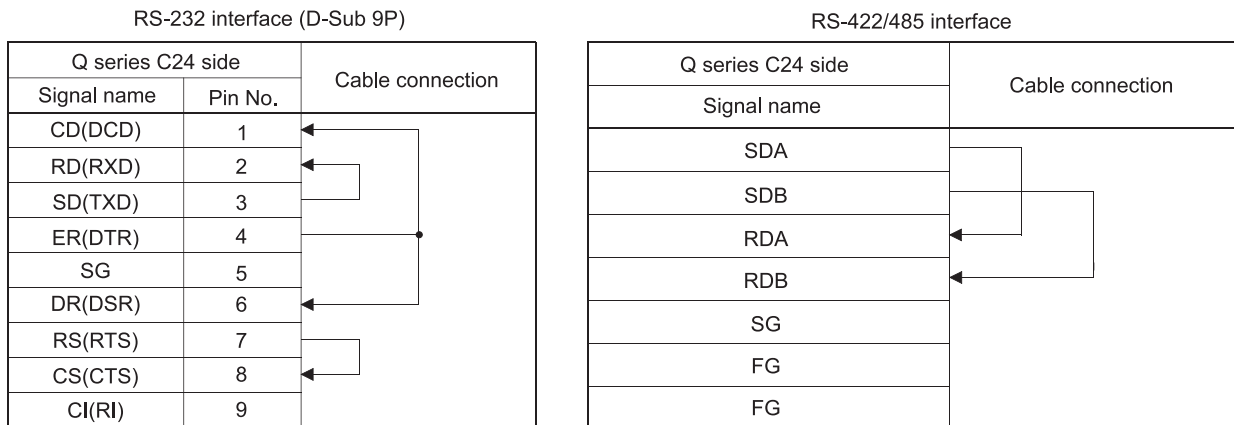 RS-232 interface (D-Sub 9P)
Q series C24 side
Cable connection
Signal name Pin No.
CD(DCD) 1
RD(RXD) 2
SD(TXD) 3
ER(DTR) 4
SG 5
DR(DSR) 6
RS(RTS) 7
CS(CTS) 8
CI(RI) 9
RS-422/485 interface
Q series C24 side
Cable connection
Signal name
SDA
SDB
RDA
RDB
SG
FG
FG